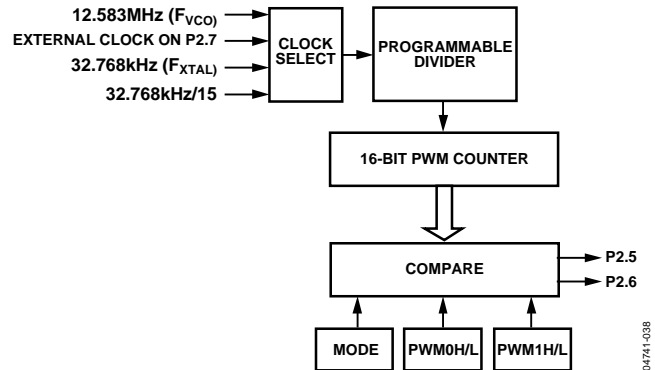 12.583MHz (FVCO)
EXTERNAL CLOCK ON P2.7
32.768kHz (FXTAL)
32.768kHz/15
CLOCK
SELECT
PROGRAMMABLE
DIVIDER
16-BIT PWM COUNTER
COMPARE
P2.5
P2.6
MODE
PWM0H/L
PWM1H/L
04741-038